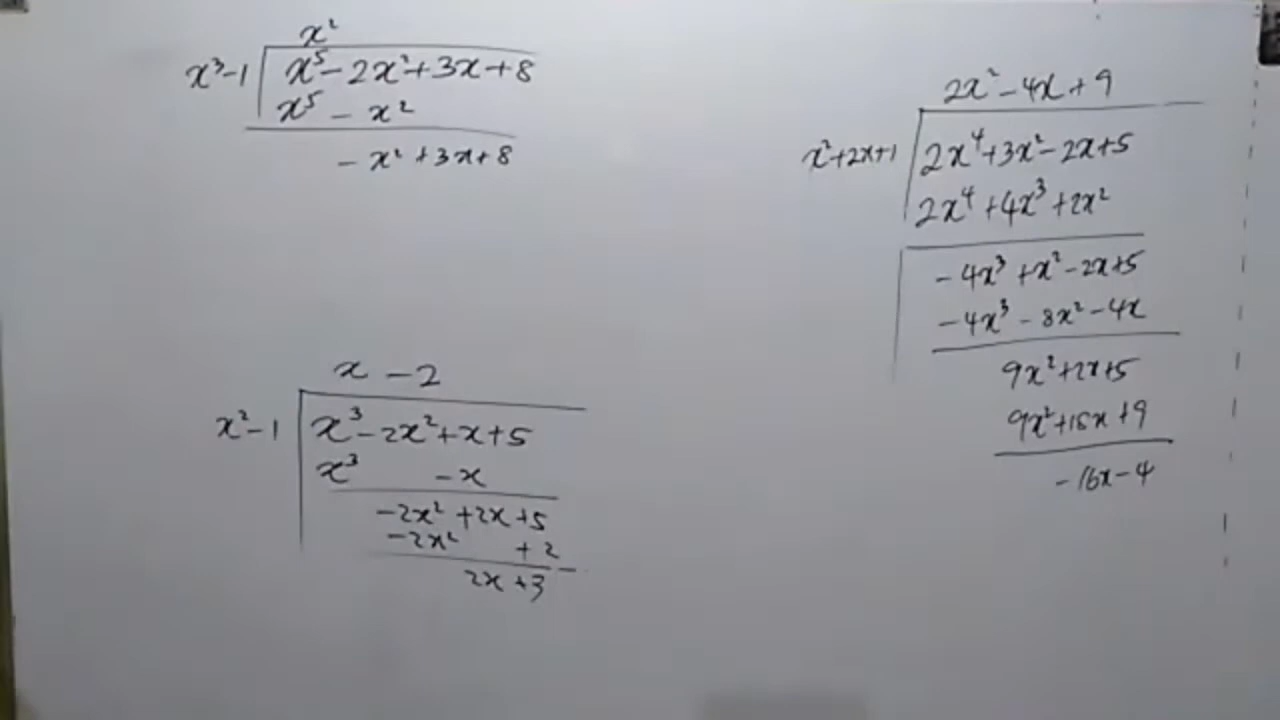 x²
x³-1 x⁵-2x²+3x+8
x⁵ - x²
-x²+3x+8
x -2
x²-1 x³-2x²+x+5
x³ -x
-2x²+2x+5
-2x² +2
2x+3
2x²-4x+9
x²+2x+1 2x⁴+3x²-2x+5
2x⁴+4x³+2x²
-4x³+x²-2x+5
-4x³-8x²-4x
9x²+2x+5
9x²+18x+9
-16x-4